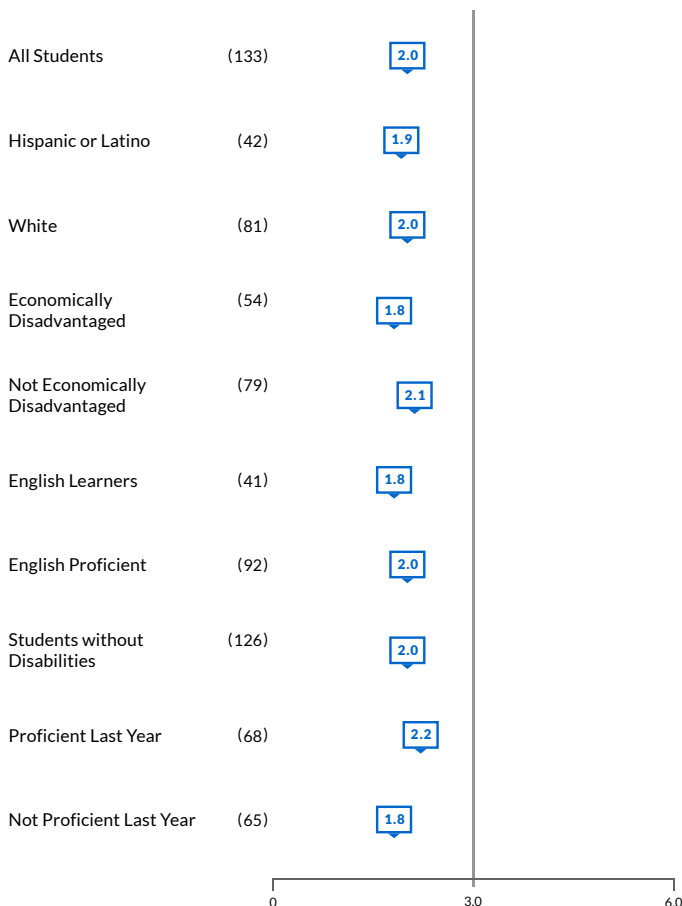 All Students (133) 2.0
Hispanic or Latino (42) 1.9
White (81) 2.0
Economically (54) 1.8
Disadvantaged
Not Economically (79) 2.1
Disadvantaged
English Learners (41) 1.8
English Proficient (92) 2.0
Students without (126) 2.0
Disabilities
Proficient Last Year (68) 2.2
Not Proficient Last Year (65) 1.8
0 3.0 6.0